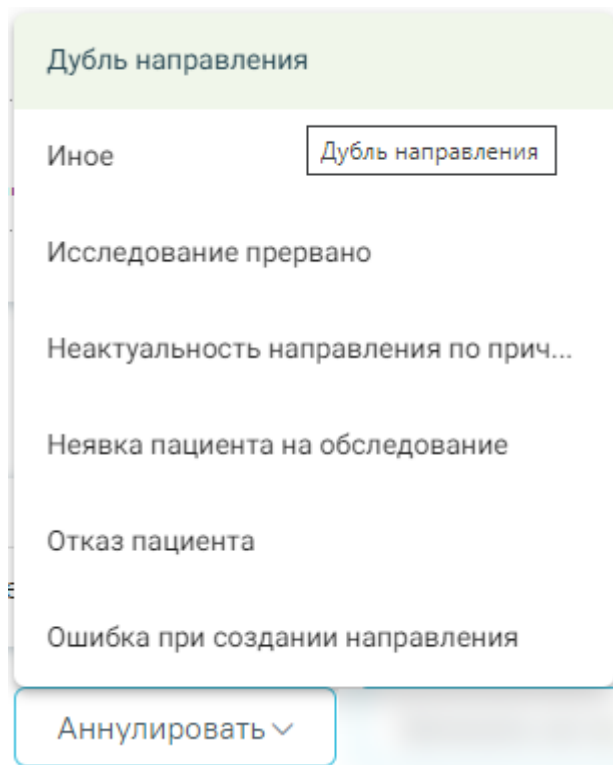 Дубль направления
Иное
Дубль направления
Исследование прервано
Неактуальность направления по прич...
Неявка пациента на обследование
Отказ пациента
Ошибка при создании направления
Аннулировать